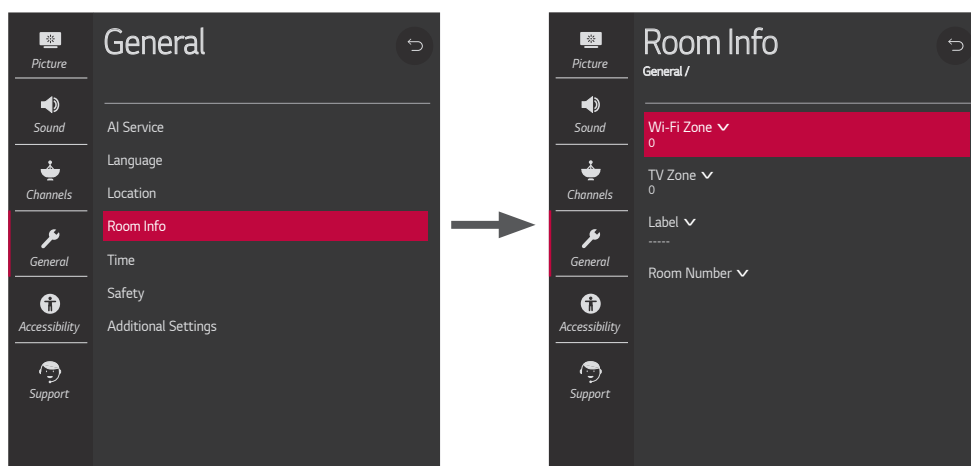 General
Picture
Sound
Channels
General
Accessibility
Support
AI Service
Language
Location
Room Info
Time
Safety
Additional Settings
Room Info
General /
Picture
Sound
Channels
General
Accessibility
Support
Wi-Fi Zone
0
TV Zone
0
Label
-----
Room Number